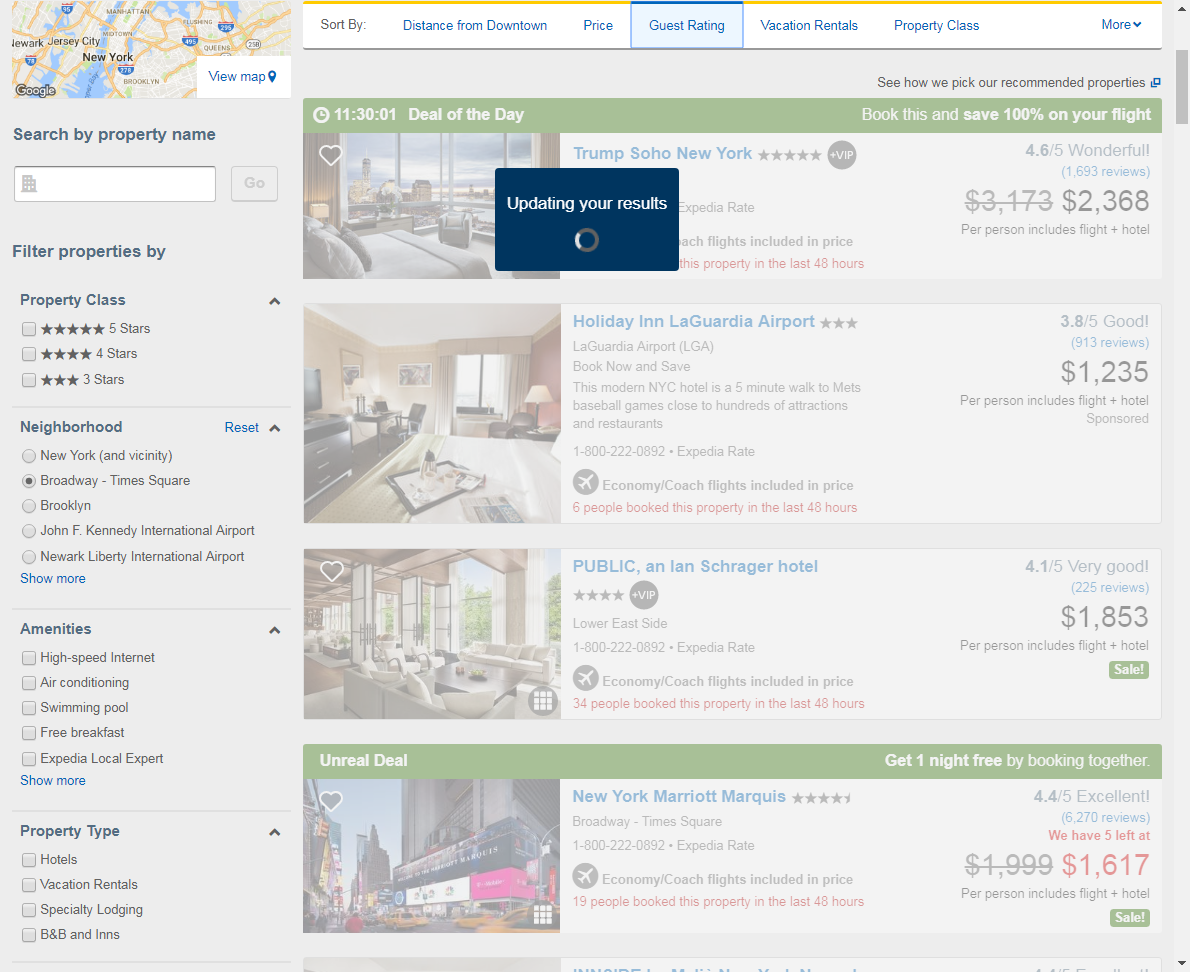 MANHATTAN
MIDTOWN
Jersey City
FLUSHING
QUEENS
New York
BROOKLYN
95
295
495
25B
78
278
Google
View map
Search by property name
Go
Filter properties by
Property Class
5 Stars
4 Stars
3 Stars
Neighborhood
Reset
New York (and vicinity)
Broadway - Times Square
Brooklyn
John F. Kennedy International Airport
Newark Liberty International Airport
Show more
Amenities
High-speed Internet
Air conditioning
Swimming pool
Free breakfast
Expedia Local Expert
Show more
Property Type
Hotels
Vacation Rentals
Specialty Lodging
B&B and Inns
Sort By:
Distance from Downtown
Price
Guest Rating
Vacation Rentals
Property Class
More
See how we pick our recommended properties
11:30:01 Deal of the Day
Book this and save 100% on your flight
Trump Soho New York
+VIP
Updating your results
Expedia Rate
flights included in price
this property in the last 48 hours
4.6/5 Wonderful!
(1,693 reviews)
$3,173 $2,368
Per person includes flight + hotel
Holiday Inn LaGuardia Airport
LaGuardia Airport (LGA)
Book Now and Save
This modern NYC hotel is a 5 minute walk to Mets
baseball games close to hundreds of attractions
and restaurants
1-800-222-0892 • Expedia Rate
Economy/Coach flights included in price
6 people booked this property in the last 48 hours
3.8/5 Good!
(913 reviews)
$1,235
Per person includes flight + hotel
Sponsored
PUBLIC, an Ian Schrager hotel
+VIP
Lower East Side
1-800-222-0892 • Expedia Rate
Economy/Coach flights included in price
34 people booked this property in the last 48 hours
4.1/5 Very good!
(225 reviews)
$1,853
Per person includes flight + hotel
Sale!
Unreal Deal
Get 1 night free by booking together.
New York Marriott Marquis
Broadway - Times Square
1-800-222-0892 • Expedia Rate
Economy/Coach flights included in price
19 people booked this property in the last 48 hours
4.4/5 Excellent!
(6,270 reviews)
We have 5 left at
$1,999 $1,617
Per person includes flight + hotel
Sale!